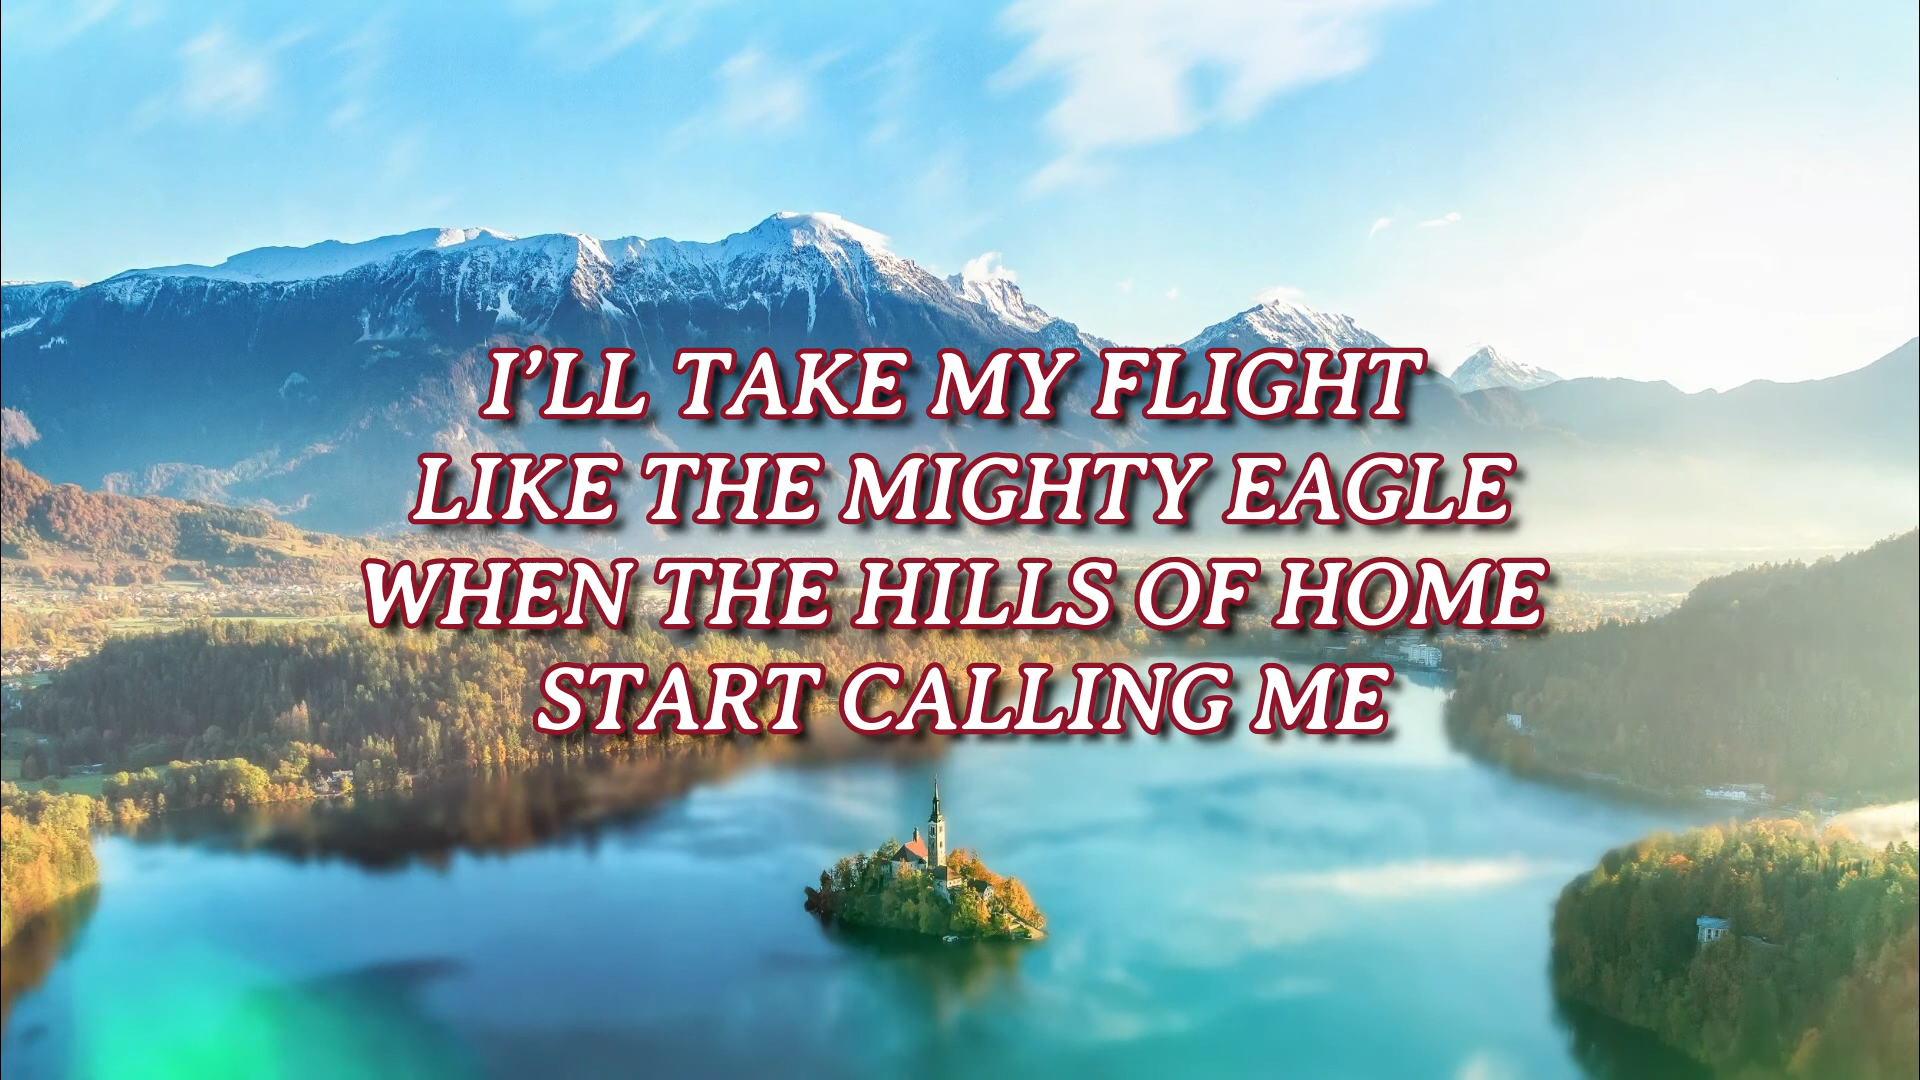 I’LL TAKE MY FLIGHT
LIKE THE MIGHTY EAGLE
WHEN THE HILLS OF HOME
START CALLING ME